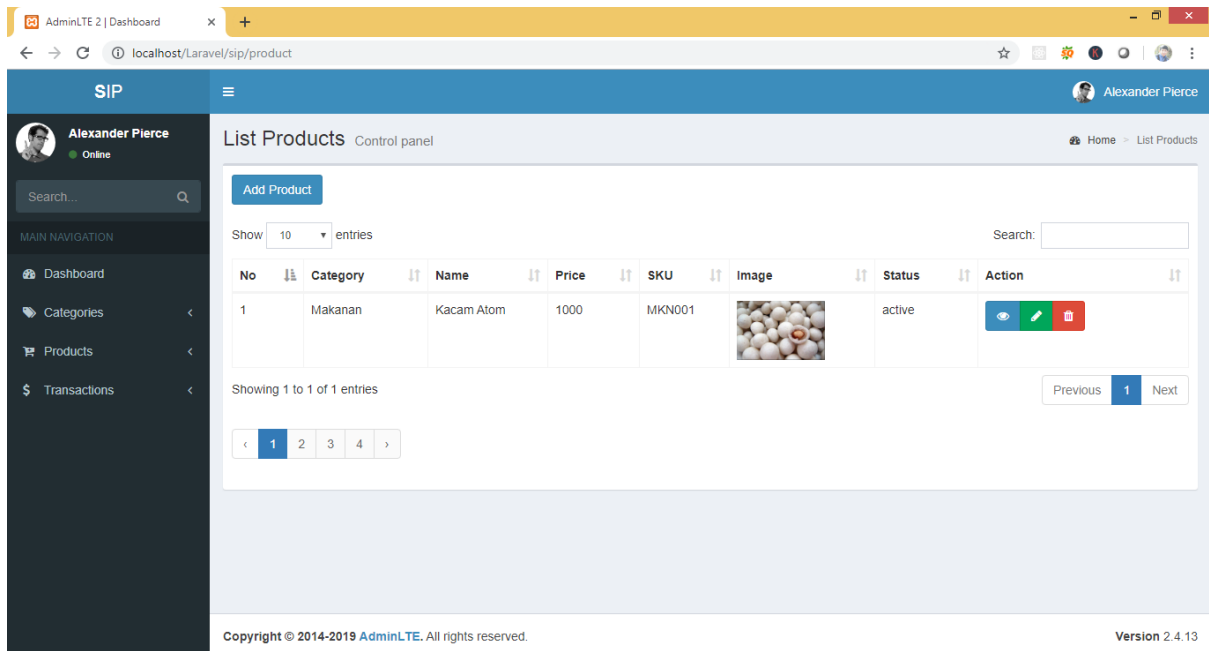 AdminLTE 2 | Dashboard
localhost/Laravel/sip/product
SIP
Alexander Pierce
Alexander Pierce
Online
Search...
MAIN NAVIGATION
Dashboard
Categories
Products
Transactions
List Products Control panel
Home > List Products
Add Product
Show 10 entries
Search:
No Category Name Price SKU Image Status Action
1 Makanan Kacam Atom 1000 MKN001 active
Showing 1 to 1 of 1 entries
Previous 1 Next
‹ 1 2 3 4 ›
Copyright © 2014-2019 AdminLTE. All rights reserved.
Version 2.4.13